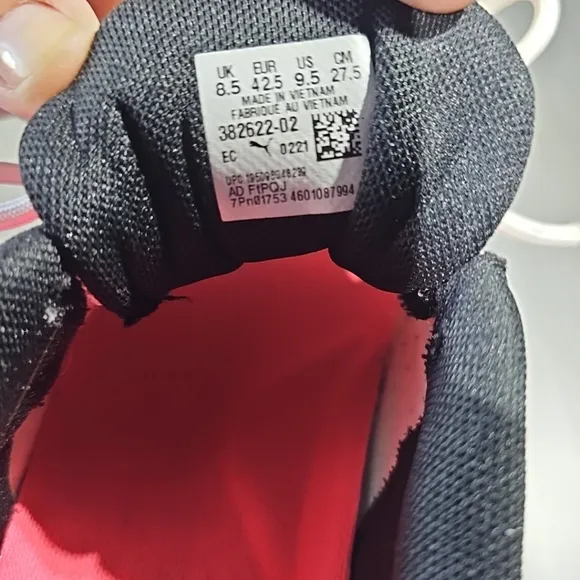 UK EUR US CM
8.5 42.5 9.5 27.5
MADE IN VIETNAM
FABRIQUE AU VIETNAM
382622-02
EC 0221
AD FtPQJ
7Pn01753 4601087994